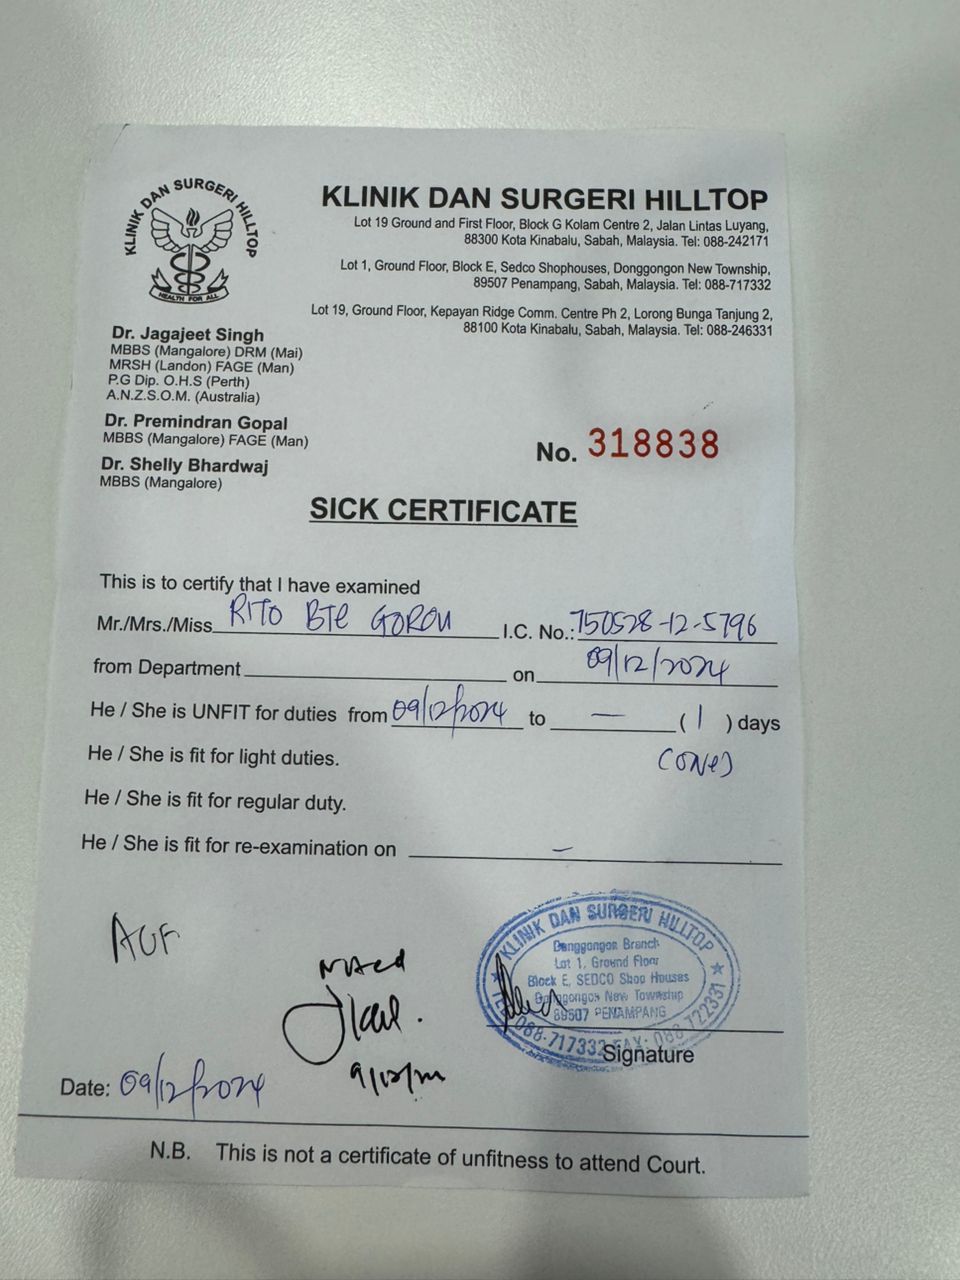 KLINIK DAN SURGERI HILLTOP
HEALTH FOR ALL
KLINIK DAN SURGERI HILLTOP
Lot 19 Ground and First Floor, Block G Kolam Centre 2, Jalan Lintas Luyang,
88300 Kota Kinabalu, Sabah, Malaysia. Tel: 088-242171
Lot 1, Ground Floor, Block E, Sedco Shophouses, Donggongon New Township,
89507 Penampang, Sabah, Malaysia. Tel: 088-717332
Lot 19, Ground Floor, Kepayan Ridge Comm. Centre Ph 2, Lorong Bunga Tanjung 2,
88100 Kota Kinabalu, Sabah, Malaysia. Tel: 088-246331
Dr. Jagajeet Singh
MBBS (Mangalore) DRM (Mai)
MRSH (Landon) FAGE (Man)
P.G Dip. O.H.S (Perth)
A.N.Z.S.O.M. (Australia)
Dr. Premindran Gopal
MBBS (Mangalore) FAGE (Man)
Dr. Shelly Bhardwaj
MBBS (Mangalore)
No. 318838
SICK CERTIFICATE
This is to certify that I have examined
Mr./Mrs./Miss RITO BTE GOROU I.C. No.: 750528-12-5796
from Department on 09/12/2024
He / She is UNFIT for duties from 09/12/2024 to — ( 1 ) days
(ONE)
He / She is fit for light duties.
He / She is fit for regular duty.
He / She is fit for re-examination on —
KLINIK DAN SURGERI HILLTOP
Donggongon Branch
Lot 1, Ground Floor
Block E, SEDCO Shop Houses
Donggongon New Township
89507 PENAMPANG
TEL: 088-717332 FAX: 088-722331
Signature
Date: 09/12/2024
N.B. This is not a certificate of unfitness to attend Court.